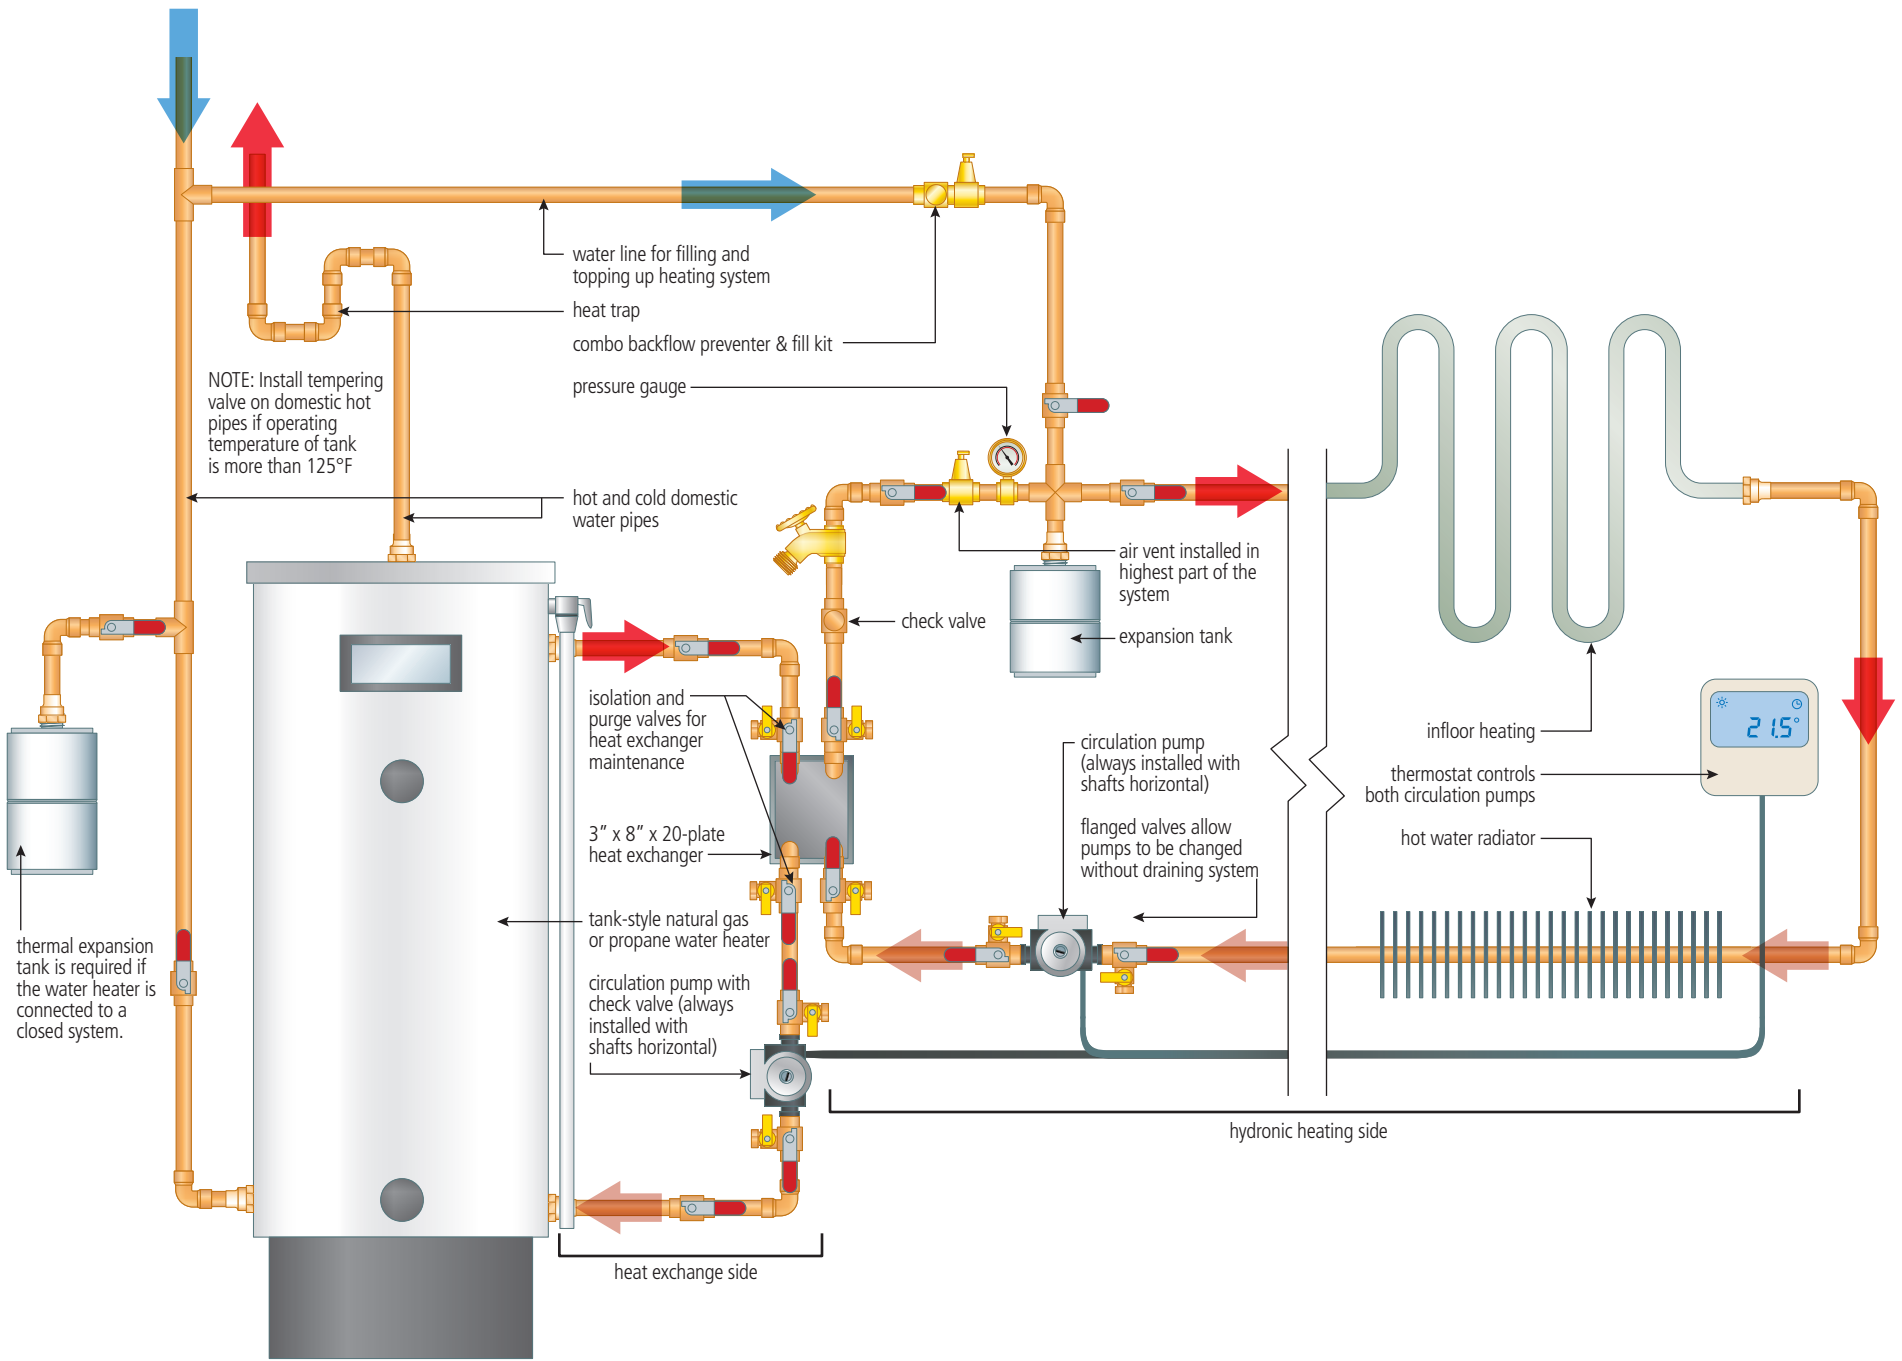 water line for filling and
topping up heating system
heat trap
combo backflow preventer & fill kit
NOTE: Install tempering
valve on domestic hot
pipes if operating
temperature of tank
is more than 125°F
pressure gauge
hot and cold domestic
water pipes
air vent installed in
highest part of the
system
check valve
expansion tank
isolation and
purge valves for
heat exchanger
maintenance
circulation pump
(always installed with
shafts horizontal)
infloor heating
21.5°
thermostat controls
both circulation pumps
3” x 8” x 20-plate
heat exchanger
flanged valves allow
pumps to be changed
without draining system
hot water radiator
tank-style natural gas
or propane water heater
thermal expansion
tank is required if
the water heater is
connected to a
closed system.
circulation pump with
check valve (always
installed with
shafts horizontal)
hydronic heating side
heat exchange side